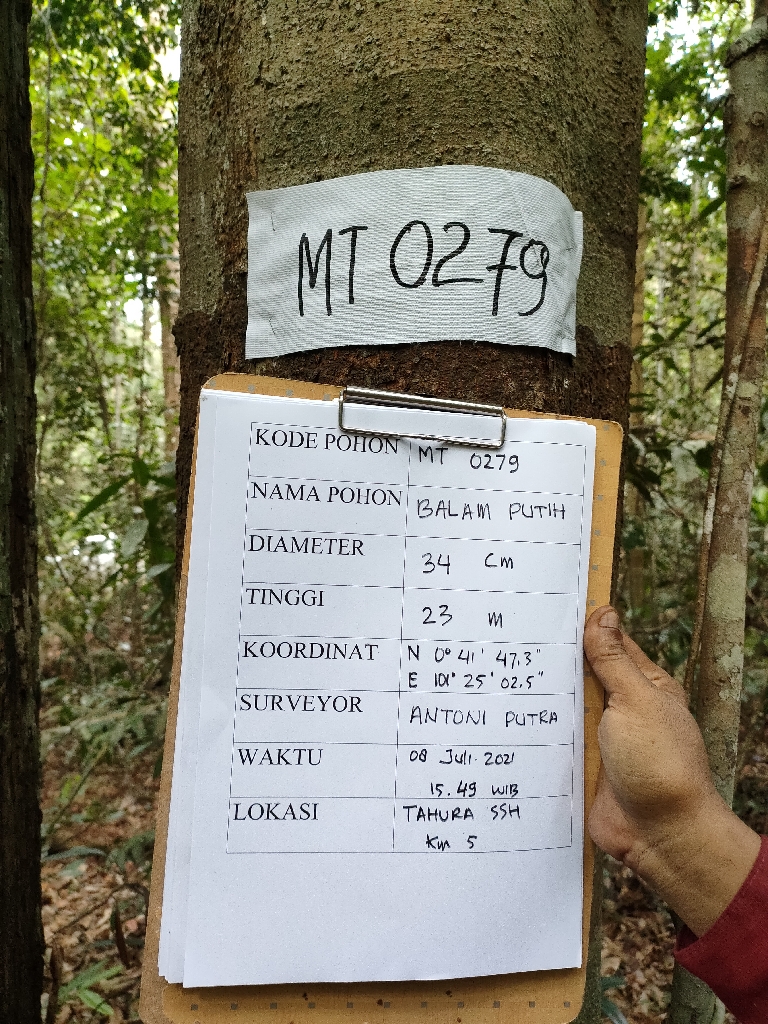 MT 0279
KODE POHON MT 0279
NAMA POHON BALAM PUTIH
DIAMETER 34 Cm
TINGGI 23 m
KOORDINAT N 0° 41' 47.3"
E 101° 25' 02.5"
SURVEYOR ANTONI PUTRA
WAKTU 08 Juli 2021
15.49 WIB
LOKASI TAHURA SSH
Km 5